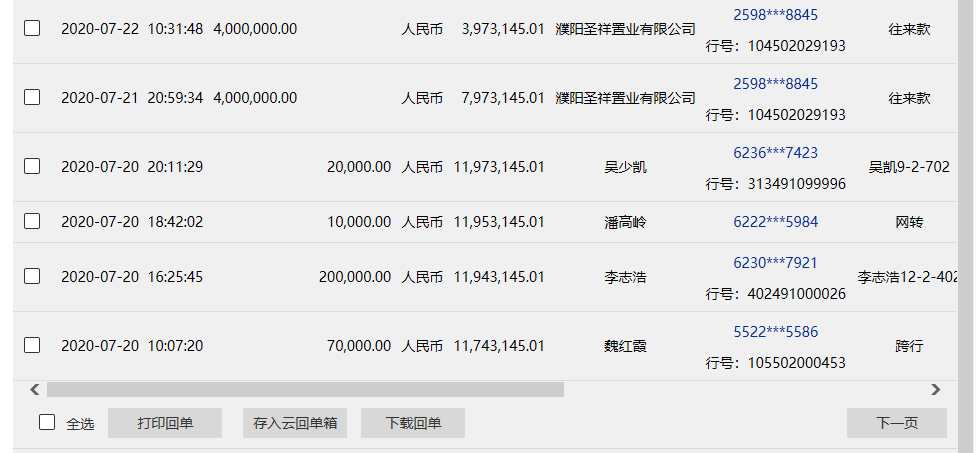 2020-07-22 10:31:48 4,000,000.00 人民币 3,973,145.01 濮阳圣祥置业有限公司 2598***8845 往来款
行号：104502029193
2020-07-21 20:59:34 4,000,000.00 人民币 7,973,145.01 濮阳圣祥置业有限公司 2598***8845 往来款
行号：104502029193
2020-07-20 20:11:29 20,000.00 人民币 11,973,145.01 吴少凯 6236***7423 吴凯9-2-702
行号：313491099996
2020-07-20 18:42:02 10,000.00 人民币 11,953,145.01 潘高岭 6222***5984 网转
2020-07-20 16:25:45 200,000.00 人民币 11,943,145.01 李志浩 6230***7921 李志浩12-2-402
行号：402491000026
2020-07-20 10:07:20 70,000.00 人民币 11,743,145.01 魏红霞 5522***5586 跨行
行号：105502000453
全选 打印回单 存入云回单箱 下载回单 下一页